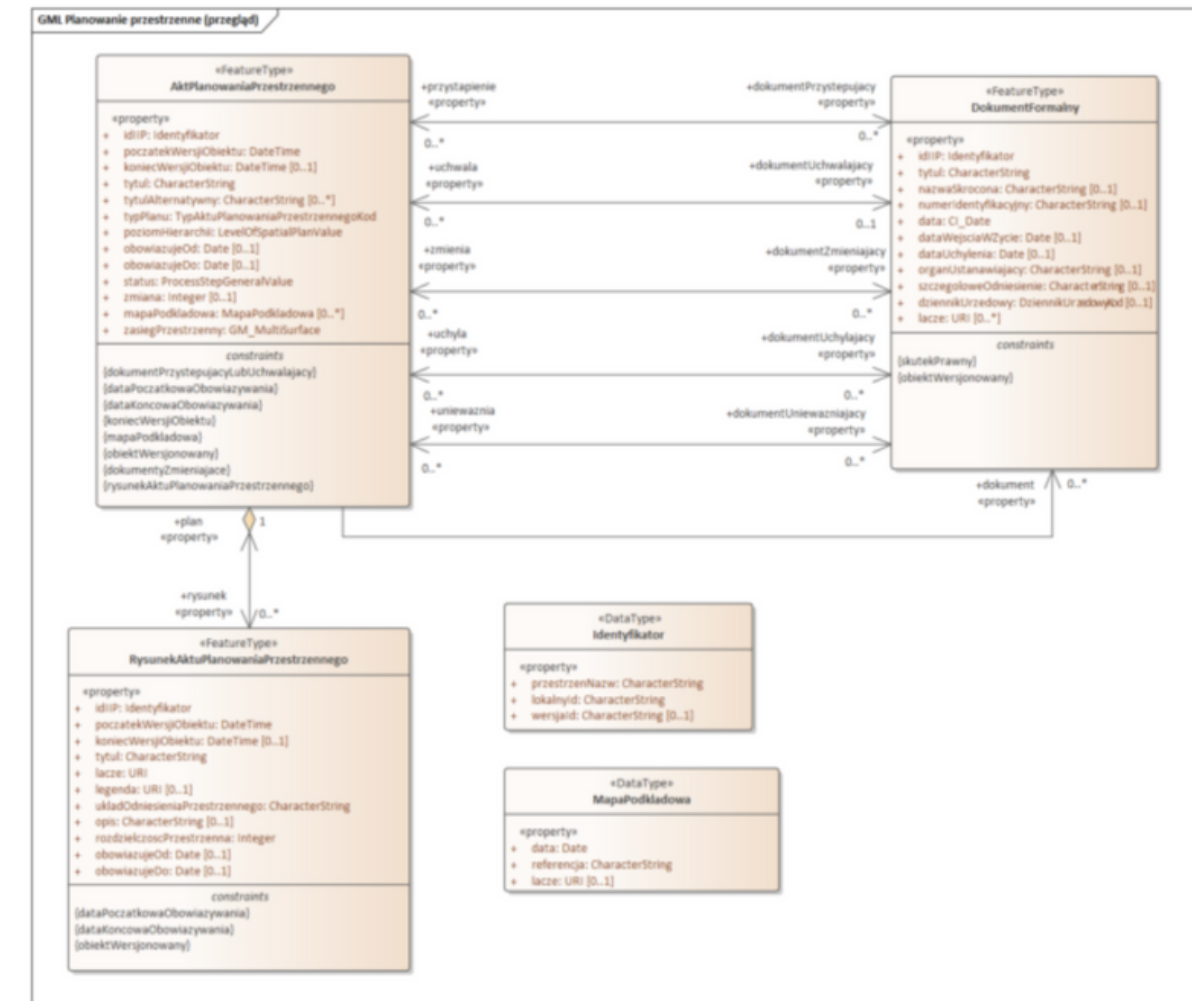 GML Planowanie przestrzenne (przegląd)
«FeatureType»
AktPlanowaniaPrzestrzennego
«property»
+ idIIP: Identyfikator
+ poczatekWersjiObiektu: DateTime
+ koniecWersjiObiektu: DateTime [0..1]
+ tytul: CharacterString
+ tytulAlternatywny: CharacterString [0..*]
+ typPlanu: TypAktuPlanowaniaPrzestrzennegoKod
+ poziomHierarchii: LevelOfSpatialPlanValue
+ obowiazujeOd: Date [0..1]
+ obowiazujeDo: Date [0..1]
+ status: ProcessStepGeneralValue
+ zmiana: Integer [0..1]
+ mapaPodkladowa: MapaPodkladowa [0..*]
+ zasiegPrzestrzenny: GM_MultiSurface
constraints
{dokumentPrzystepujacyLubUchwalajacy}
{dataPoczatkowaObowiazywania}
{dataKoncowaObowiazywania}
{koniecWersjiObiektu}
{mapaPodkladowa}
{obiektWersjonowany}
{dokumentyZmieniajace}
{rysunekAktuPlanowaniaPrzestrzennego}
+przystapienie
«property»
0..*
+dokumentPrzystepujacy
«property»
0..*
+uchwala
«property»
0..*
+dokumentUchwalajacy
«property»
0..1
+zmienia
«property»
0..*
+dokumentZmieniajacy
«property»
0..*
+uchyla
«property»
0..*
+dokumentUchylajacy
«property»
0..*
+uniewaznia
«property»
0..*
+dokumentUniewazniajacy
«property»
0..*
«FeatureType»
DokumentFormalny
«property»
+ idIIP: Identyfikator
+ tytul: CharacterString
+ nazwaSkrocona: CharacterString [0..1]
+ numerIdentyfikacyjny: CharacterString [0..1]
+ data: CI_Date
+ dataWejsciaWZycie: Date [0..1]
+ dataUchylenia: Date [0..1]
+ organUstanawiajacy: CharacterString [0..1]
+ szczegoloweOdniesienie: CharacterString [0..1]
+ dziennikUrzedowy: DziennikUrzedowyKod [0..1]
+ lacze: URI [0..*]
constraints
{skutekPrawny}
{obiektWersjonowany}
+dokument
«property»
0..*
+plan
«property»
1
+rysunek
«property»
0..*
«FeatureType»
RysunekAktuPlanowaniaPrzestrzennego
«property»
+ idIIP: Identyfikator
+ poczatekWersjiObiektu: DateTime
+ koniecWersjiObiektu: DateTime [0..1]
+ tytul: CharacterString
+ lacze: URI
+ legenda: URI [0..1]
+ ukladOdniesieniaPrzestrzennego: CharacterString
+ opis: CharacterString [0..1]
+ rozdzielczoscPrzestrzenna: Integer
+ obowiazujeOd: Date [0..1]
+ obowiazujeDo: Date [0..1]
constraints
{dataPoczatkowaObowiazywania}
{dataKoncowaObowiazywania}
{obiektWersjonowany}
«DataType»
Identyfikator
«property»
+ przestrzenNazw: CharacterString
+ lokalnyId: CharacterString
+ wersjaId: CharacterString [0..1]
«DataType»
MapaPodkladowa
«property»
+ data: Date
+ referencja: CharacterString
+ lacze: URI [0..1]